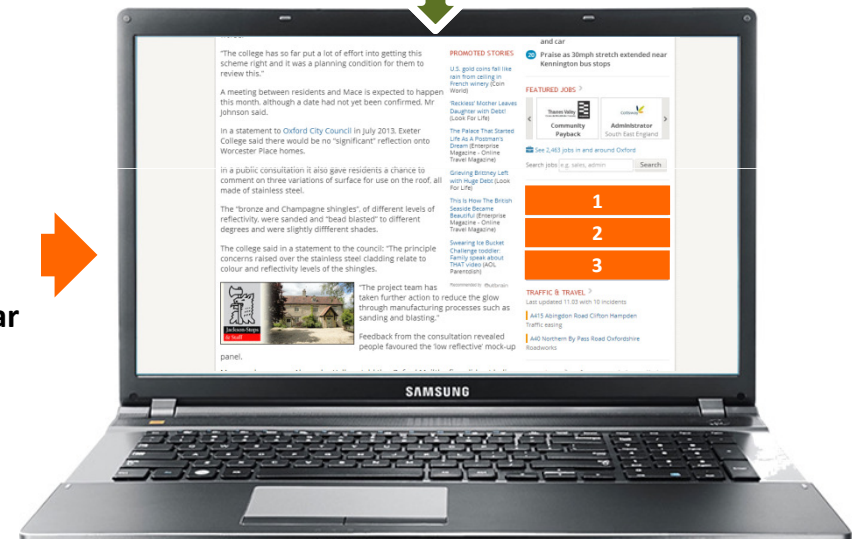 "The college has so far put a lot of effort into getting this
scheme right and it was a planning condition for them to
review this."
A meeting between residents and Mace is expected to happen
this month, although a date had not yet been confirmed, Mr
Johnson said.
In a statement to Oxford City Council in July 2013, Exeter
College said there would be no "significant" reflection onto
Worcester Place homes.
In a public consultation it also gave residents a chance to
comment on three variations of surface for use on the roof, all
made of stainless steel.
The "bronze and Champagne shingles", of different levels of
reflectivity, were sanded and "bead blasted" to different
degrees and were slightly diffferent shades.
The college said in a statement to the council: "The principle
concerns raised over the stainless steel cladding relate to
colour and reflectivity levels of the shingles.
Jackson-Stops
& Staff
"The project team has
taken further action to reduce the glow
through manufacturing processes such as
sanding and blasting."
Feedback from the consultation revealed
people favoured the 'low reflective' mock-up
panel.
PROMOTED STORIES
U.S. gold coins fall like
rain from ceiling in
French winery (Coin
World)
'Reckless' Mother Leaves
Daughter with Debt!
(Look For Life)
The Palace That Started
Life As A Postman's
Dream (Enterprise
Magazine - Online
Travel Magazine)
Grieving Brittney Left
with Huge Debt (Look
For Life)
This Is How The British
Seaside Became
Beautiful (Enterprise
Magazine - Online
Travel Magazine)
Swearing Ice Bucket
Challenge toddler:
Family speak about
THAT video (AOL
Parentdish)
and car
20 Praise as 30mph stretch extended near
Kennington bus stops
FEATURED JOBS >
Thames Valley
Community
Payback
Administrator
South East England
See 2,463 jobs in and around Oxford
Search jobs e.g. sales, admin Search
1
2
3
TRAFFIC & TRAVEL >
Last updated 11:03 with 10 incidents
A415 Abingdon Road Clifton Hampden
Traffic easing
A40 Northern By Pass Road Oxfordshire
Roadworks
ar
SAMSUNG